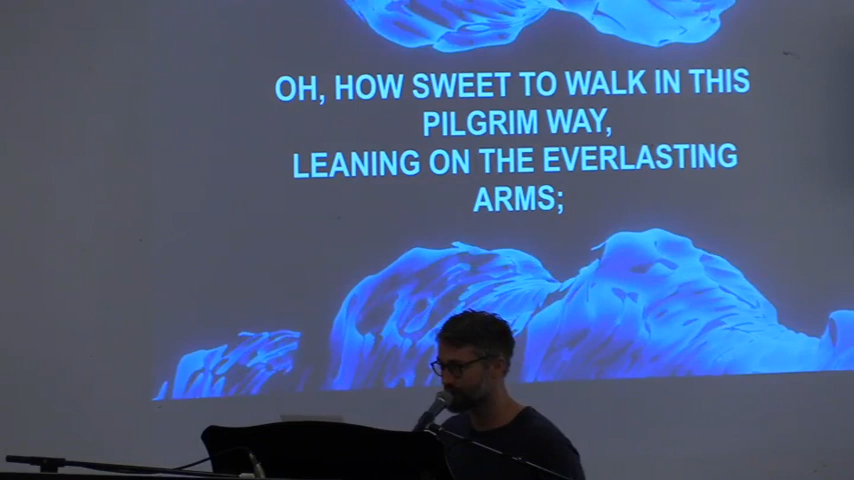 OH, HOW SWEET TO WALK IN THIS
PILGRIM WAY,
LEANING ON THE EVERLASTING
ARMS;